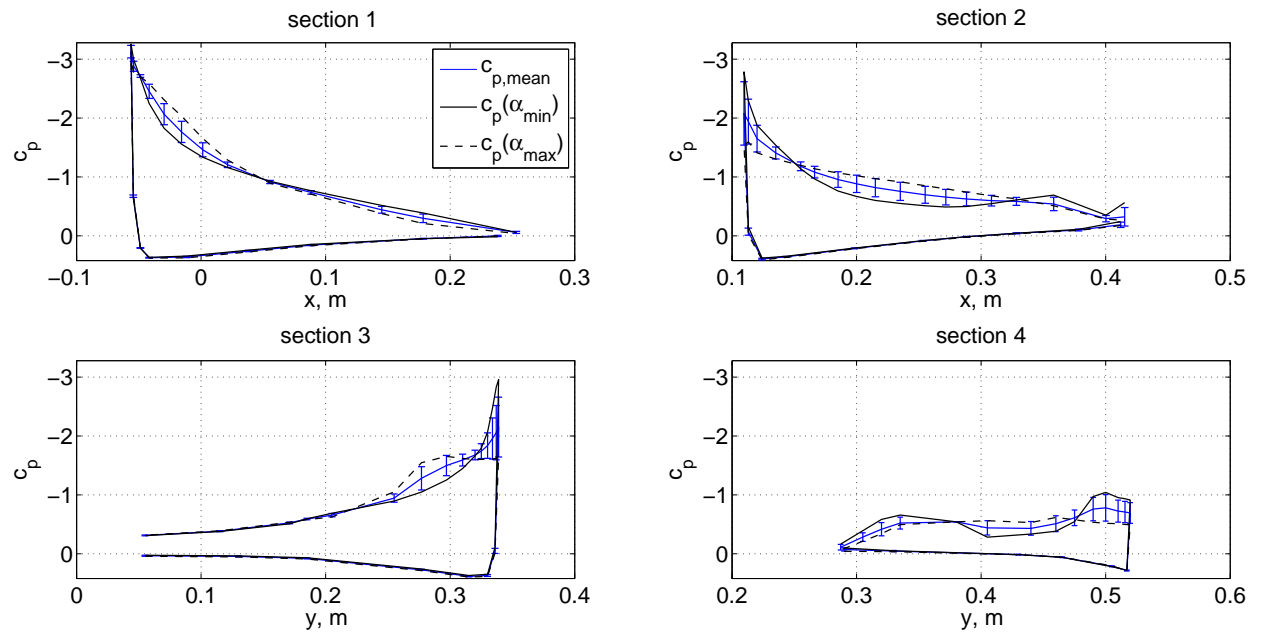 section 1
−3
−2
−1
0
c_p
−0.1 0 0.1 0.2 0.3
x, m
c_p,mean
c_p(α_min)
c_p(α_max)
section 2
−3
−2
−1
0
c_p
0.1 0.2 0.3 0.4 0.5
x, m
section 3
−3
−2
−1
0
c_p
0 0.1 0.2 0.3 0.4
y, m
section 4
−3
−2
−1
0
c_p
0.2 0.3 0.4 0.5 0.6
y, m